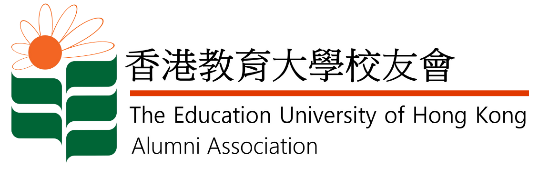 香港教育大學校友會
The Education University of Hong Kong
Alumni Association